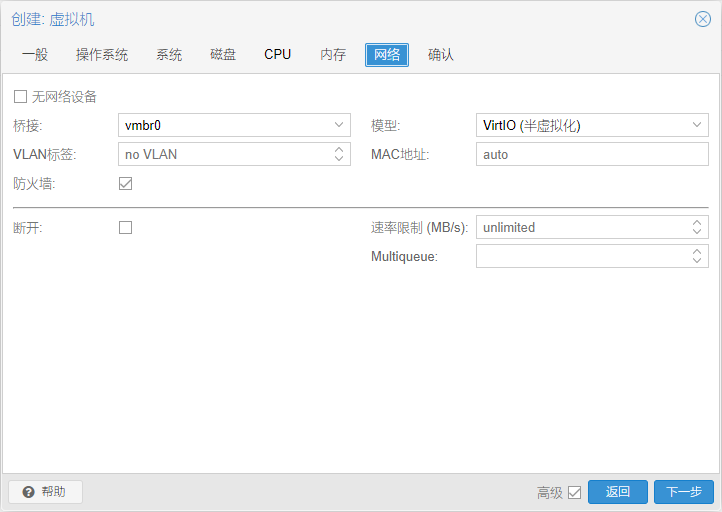 创建: 虚拟机
一般 操作系统 系统 磁盘 CPU 内存 网络 确认
无网络设备
桥接: vmbr0 模型: VirtIO (半虚拟化)
VLAN标签: no VLAN MAC地址: auto
防火墙:
断开: 速率限制 (MB/s): unlimited
Multiqueue:
帮助 高级 返回 下一步